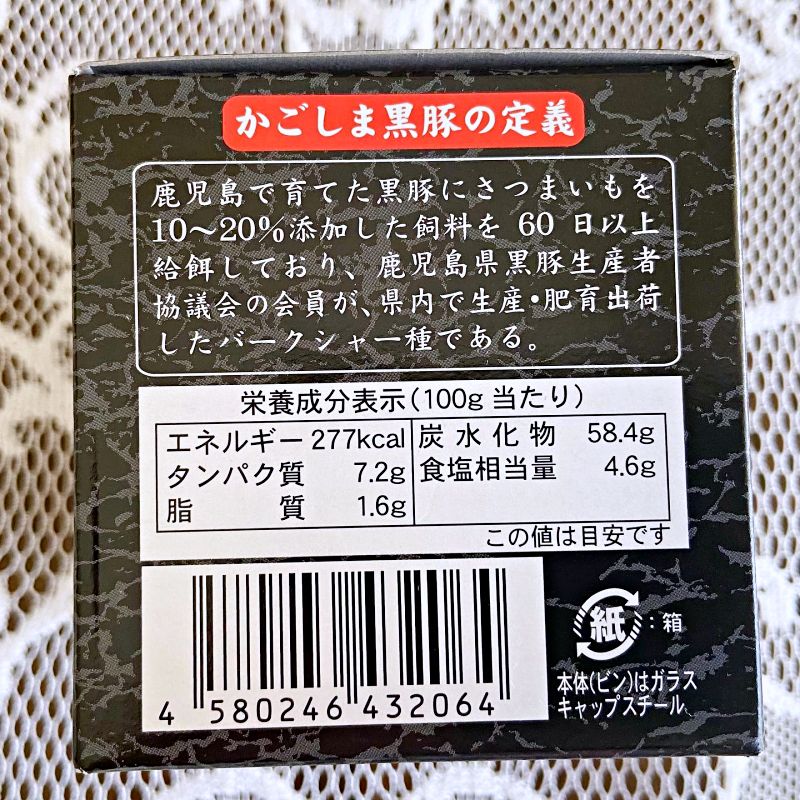 かごしま黒豚の定義
鹿児島で育てた黒豚にさつまいもを
10〜20%添加した飼料を 60 日以上
給餌しており、鹿児島県黒豚生産者
協議会の会員が、県内で生産・肥育出荷
したバークシャー種である。
栄養成分表示(100g 当たり)
エネルギー 277kcal 炭水化物 58.4g
タンパク質 7.2g 食塩相当量 4.6g
脂質 1.6g
この値は目安です
紙:箱
本体(ビン)はガラス
キャップスチール
4 580246 432064